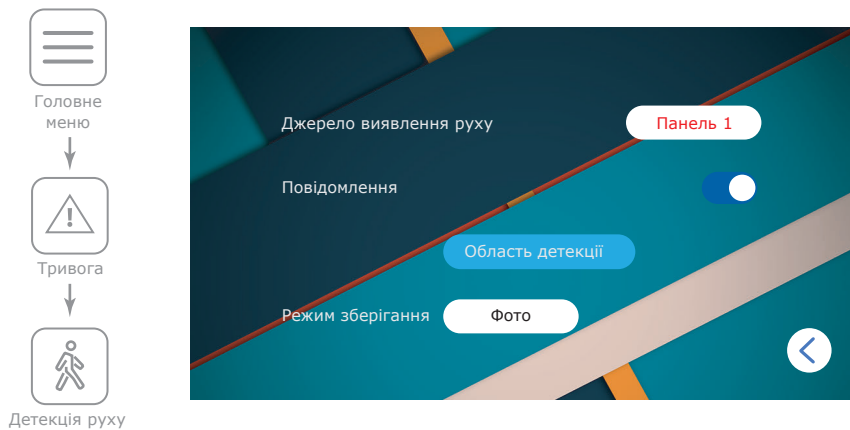 Головне
меню
Тривога
Детекція руху
Джерело виявлення руху
Панель 1
Повідомлення
Область детекції
Режим зберігання
Фото